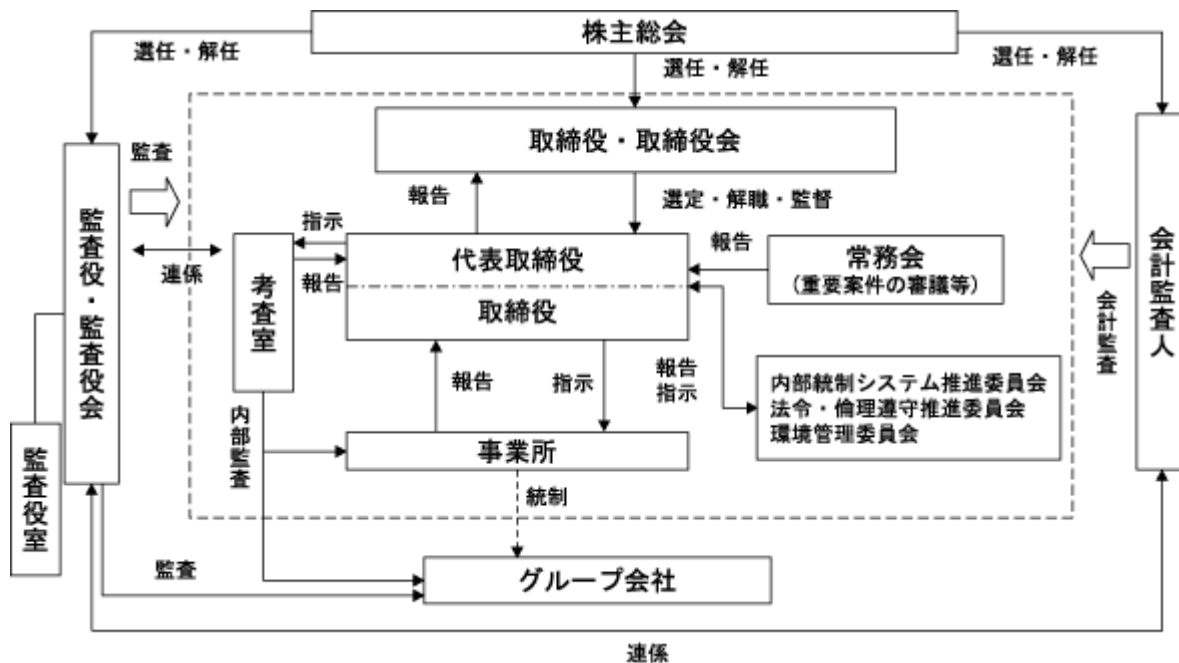 株主総会
選任・解任
選任・解任
選任・解任
取締役・取締役会
監査
報告
選定・解職・監督
指示
報告
連係
報告
代表取締役
取締役
常務会
(重要案件の審議等)
監査役・監査役会
考査室
会計監査人
会計監査
報告
指示
報告
指示
内部統制システム推進委員会
法令・倫理遵守推進委員会
環境管理委員会
内部監査
事業所
監査役室
統制
監査
グループ会社
連係